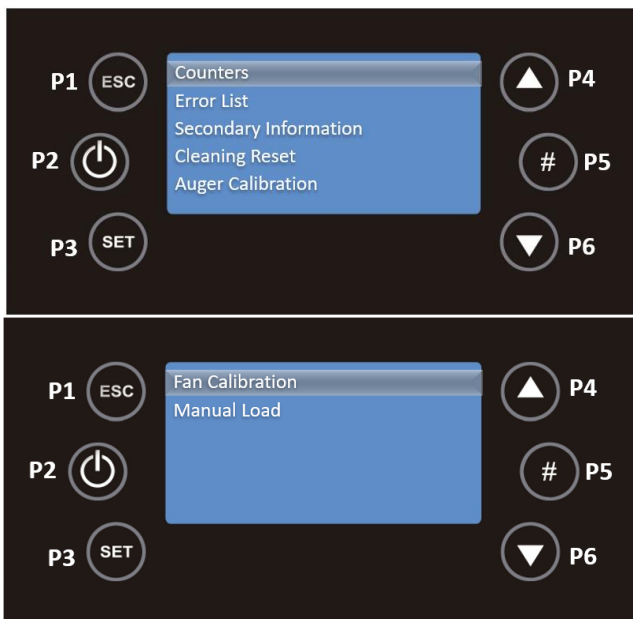 P1 ESC Counters P4
Error List
Secondary Information
P2 Cleaning Reset # P5
Auger Calibration
P3 SET P6
P1 ESC Fan Calibration P4
Manual Load
P2 # P5
P3 SET P6